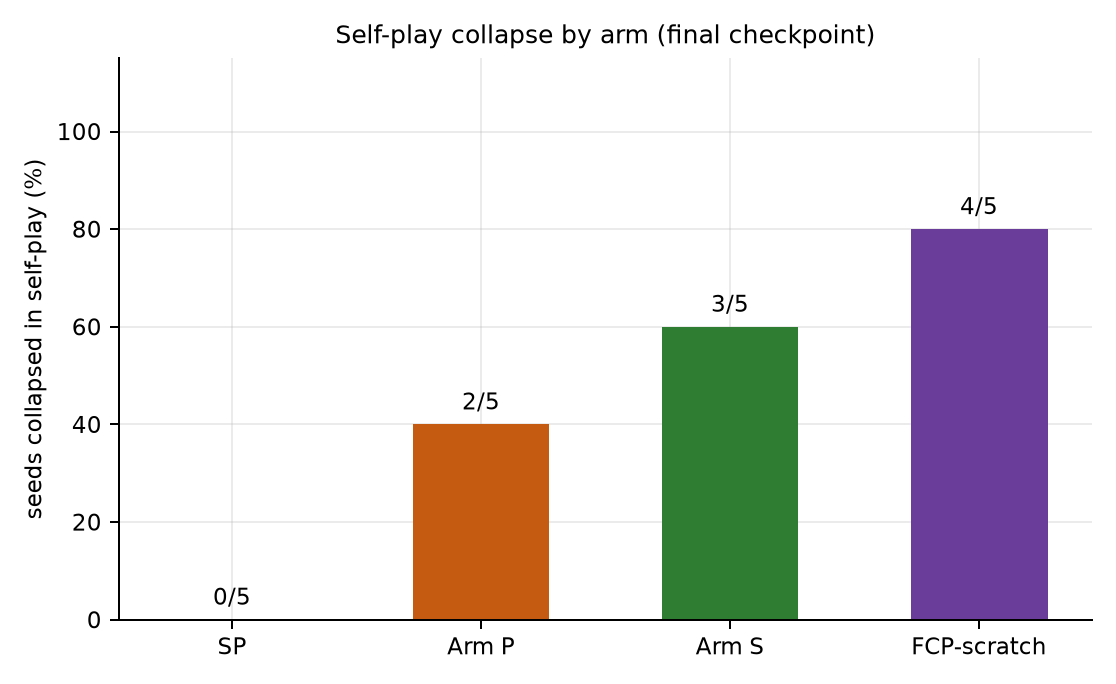 Self-play collapse by arm (final checkpoint)
seeds collapsed in self-play (%)
100
80
60
40
20
0
0/5
2/5
3/5
4/5
SP
Arm P
Arm S
FCP-scratch